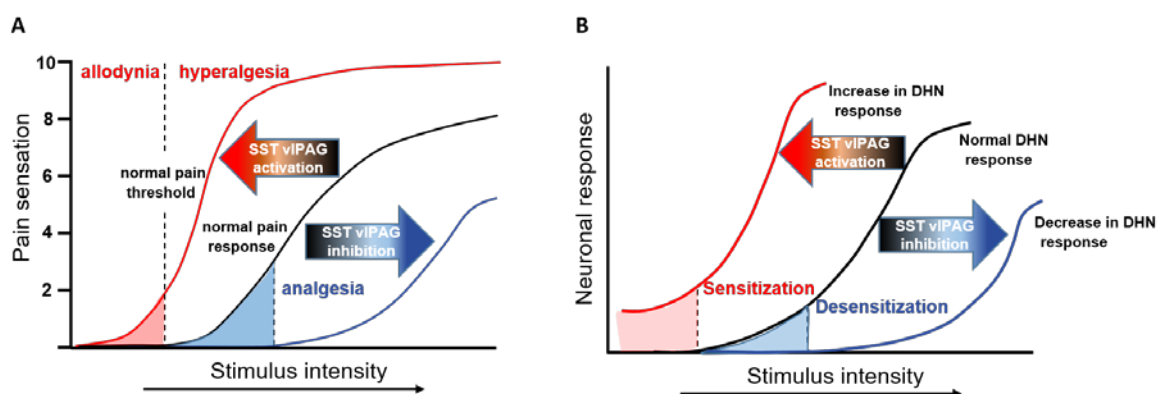 A
10
8
6
4
2
Pain sensation
allodynia
hyperalgesia
normal pain
threshold
SST vlPAG
activation
normal pain
response
SST vlPAG
inhibition
analgesia
Stimulus intensity
B
Neuronal response
Increase in DHN
response
SST vlPAG
activation
Normal DHN
response
SST vlPAG
inhibition
Decrease in DHN
response
Sensitization
Desensitization
Stimulus intensity